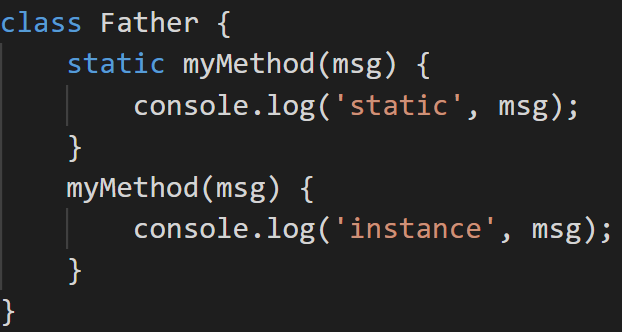 class Father {
    static myMethod(msg) {
        console.log('static', msg);
    }
    myMethod(msg) {
        console.log('instance', msg);
    }
}